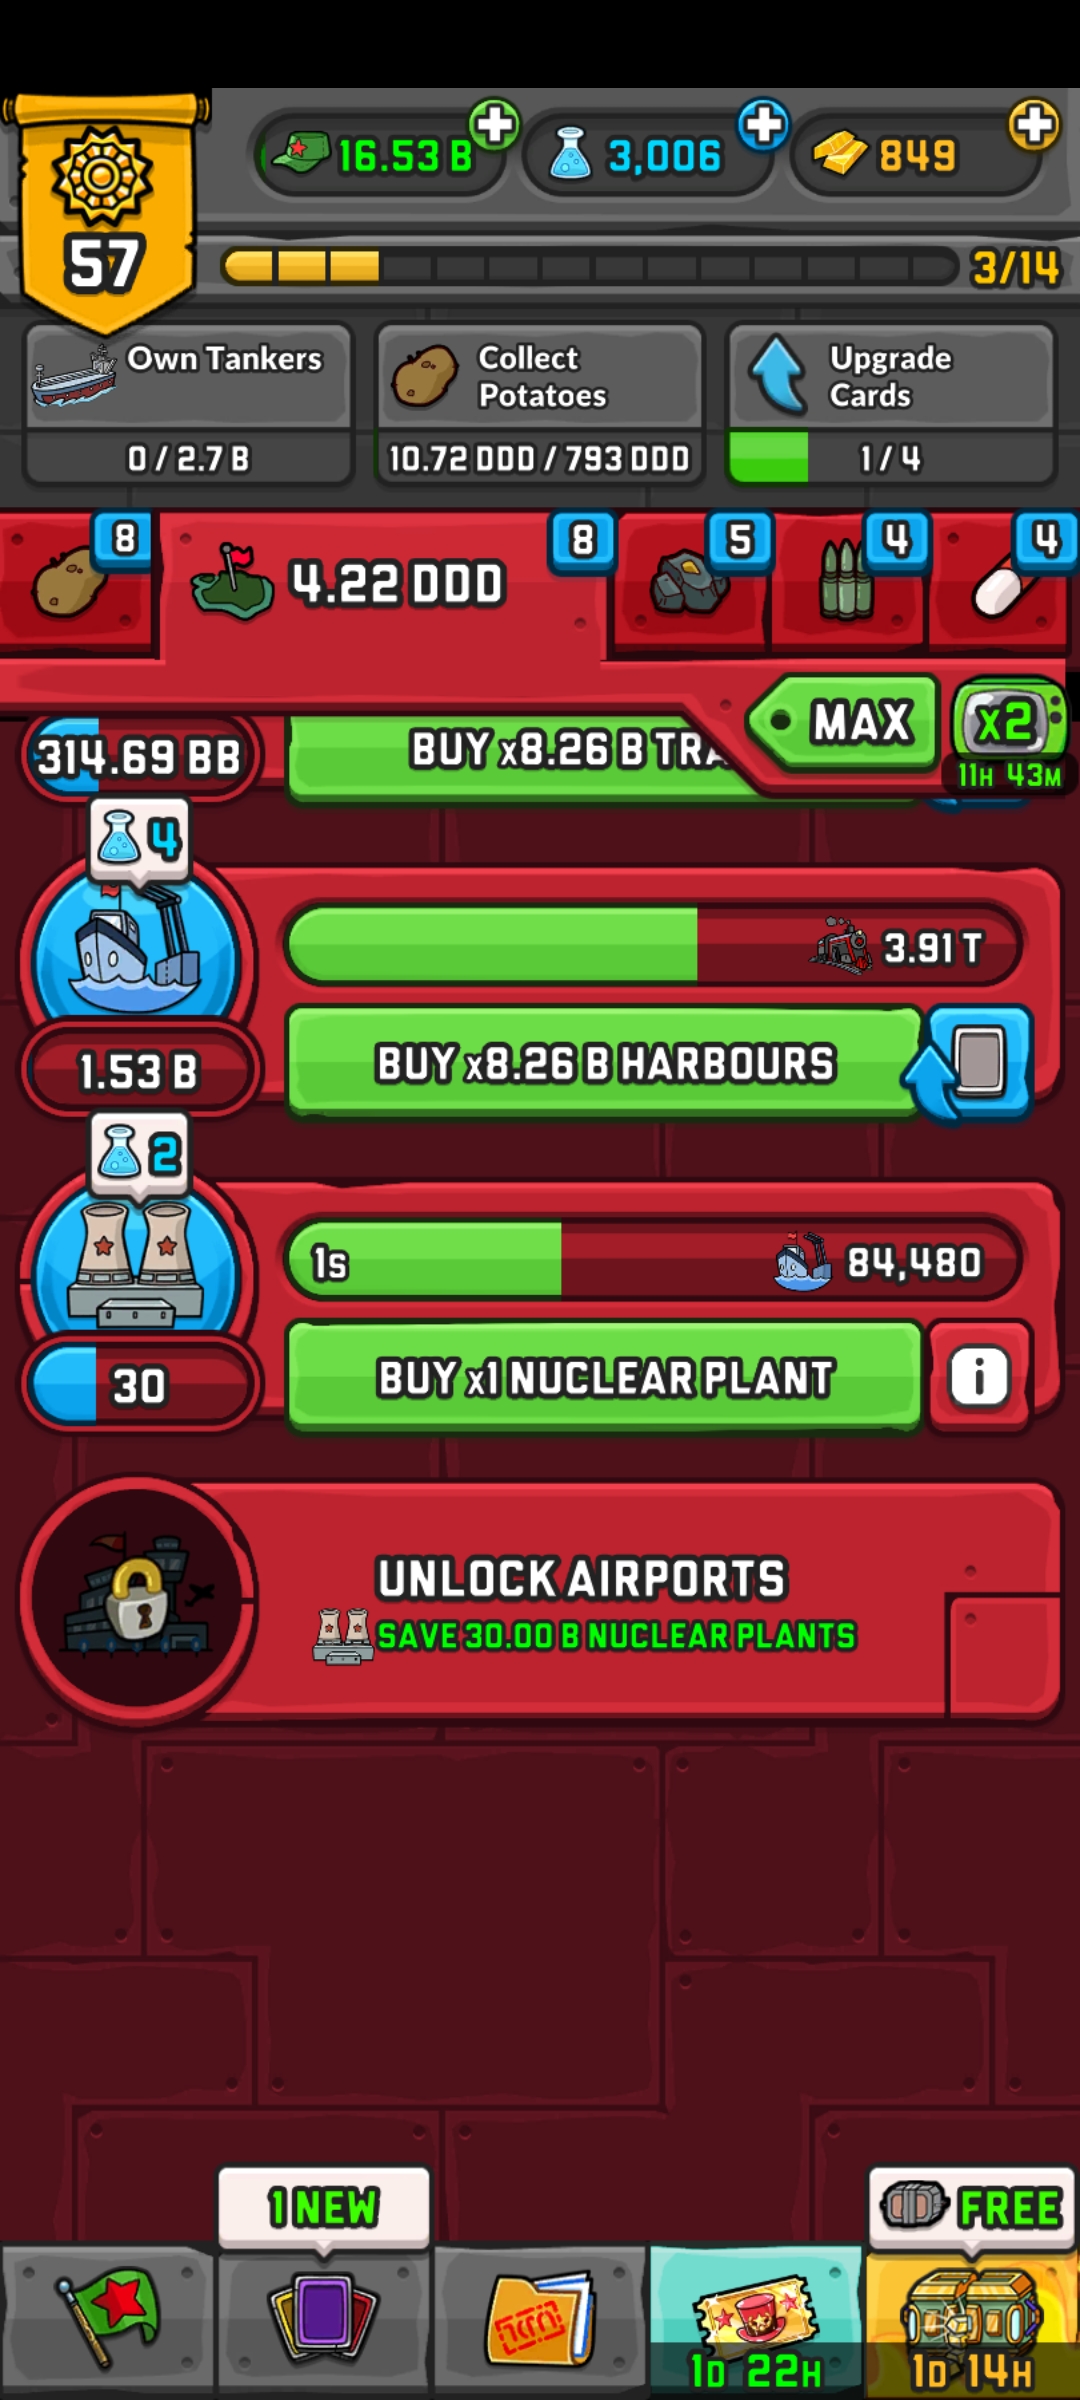 16.53 B
3,006
849
57
3/14
Own Tankers
0 / 2.7 B
Collect
Potatoes
10.72 DDD / 793 DDD
Upgrade
Cards
1 / 4
8
4.22 DDD
8
5
4
4
MAX
x2
11H 43M
314.69 BB
BUY x8.26 B
4
3.91 T
1.53 B
BUY x8.26 B HARBOURS
2
1s
84,480
30
BUY x1 NUCLEAR PLANT
i
UNLOCK AIRPORTS
SAVE 30.00 B NUCLEAR PLANTS
1 NEW
FREE
1D 22H
1D 14H